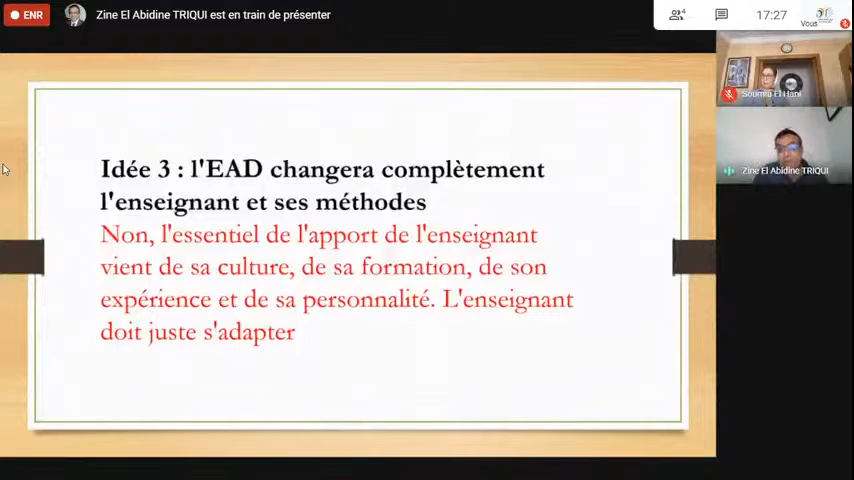 ENR
Zine El Abidine TRIQUI est en train de présenter
4
17:27
Vous
Soumia El Hani
Zine El Abidine TRIQUI
Idée 3 : l'EAD changera complètement
l'enseignant et ses méthodes
Non, l'essentiel de l'apport de l'enseignant
vient de sa culture, de sa formation, de son
expérience et de sa personnalité. L'enseignant
doit juste s'adapter